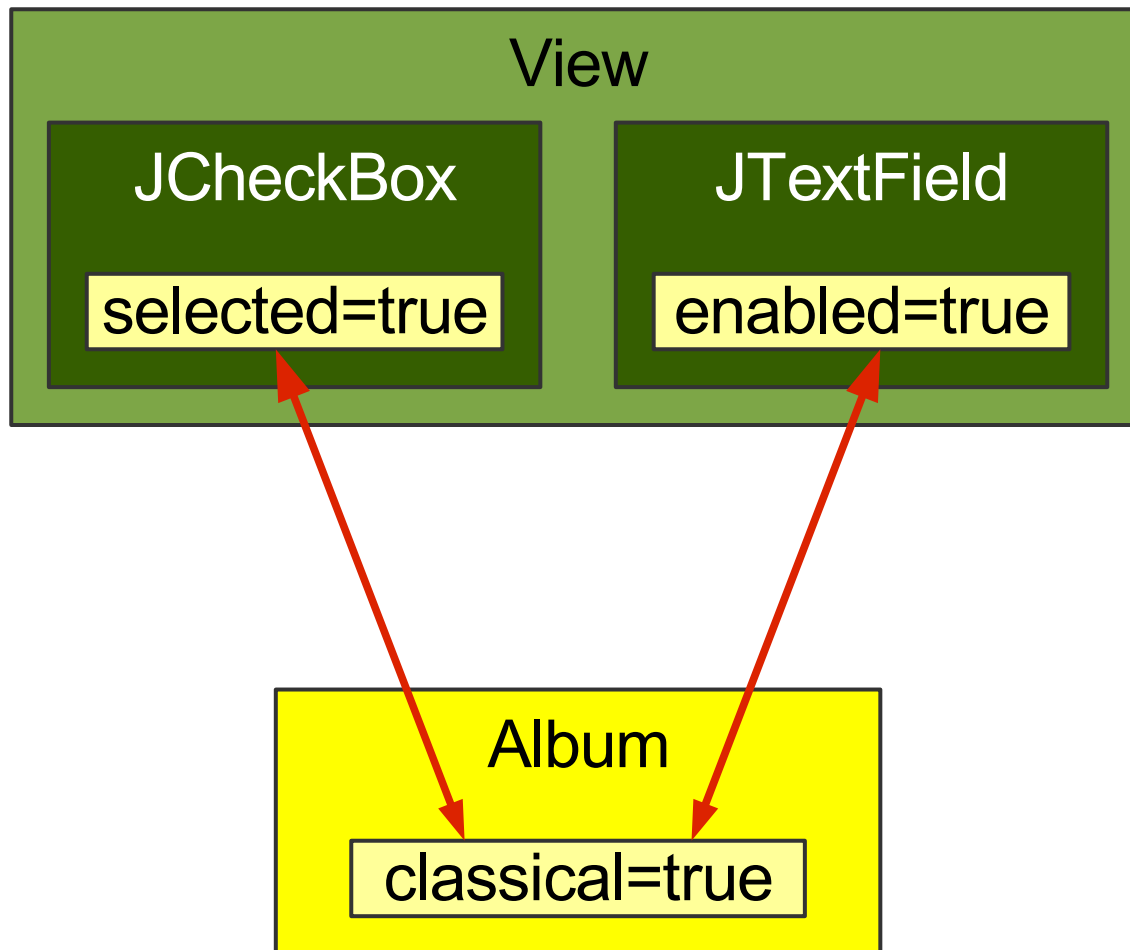 View
JCheckBox
JTextField
selected=true
enabled=true
Album
classical=true